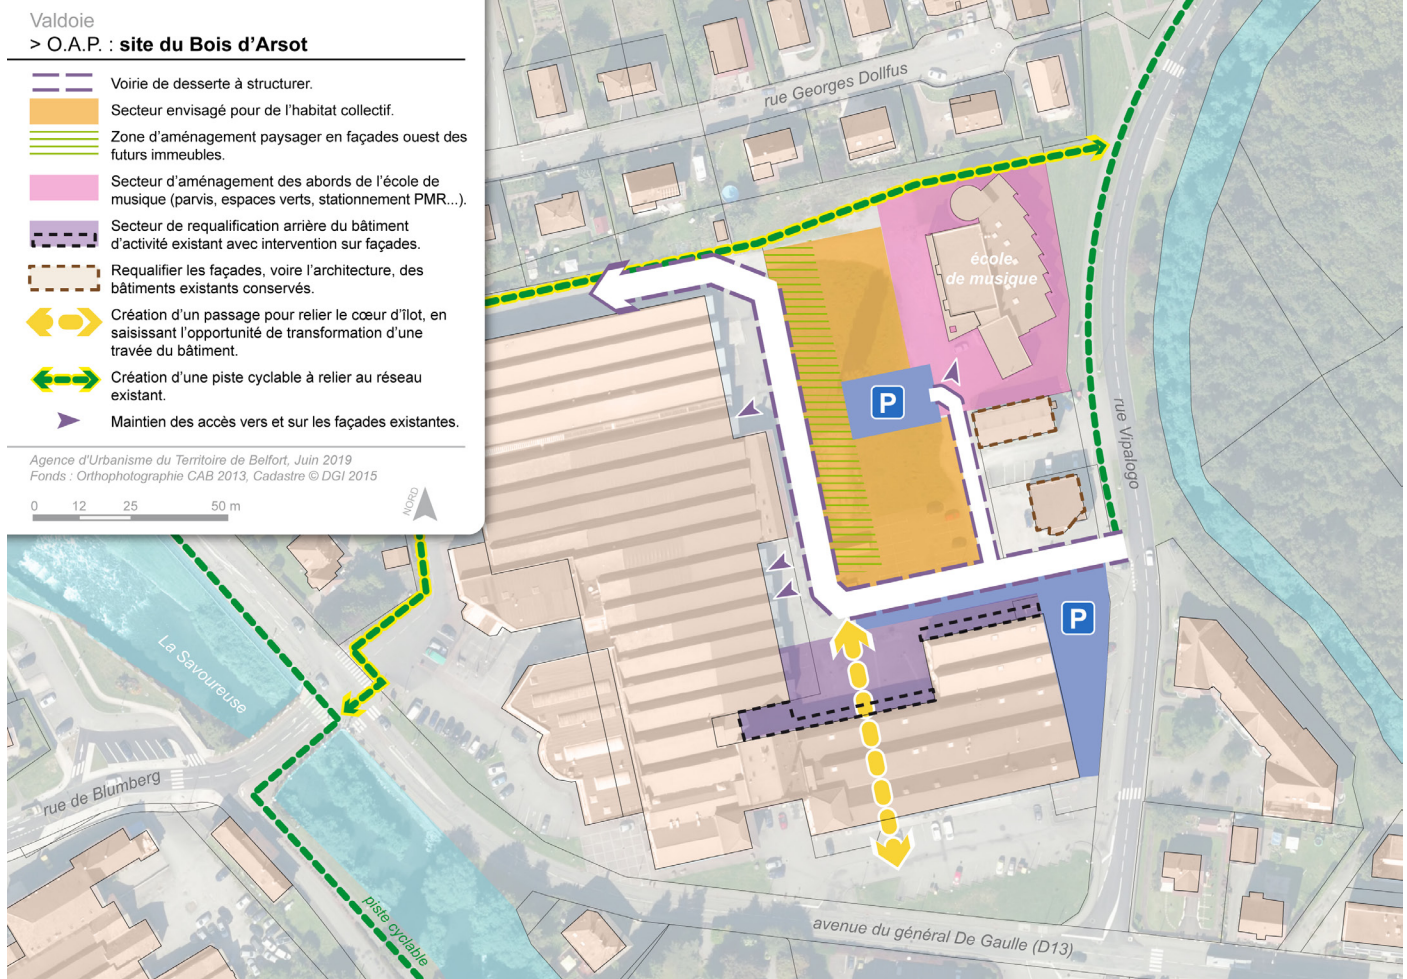 Valdoie
> O.A.P. : site du Bois d'Arsot
Voirie de desserte à structurer.
Secteur envisagé pour de l'habitat collectif.
Zone d'aménagement paysager en façades ouest des
futurs immeubles.
Secteur d'aménagement des abords de l'école de
musique (parvis, espaces verts, stationnement PMR...).
Secteur de requalification arrière du bâtiment
d'activité existant avec intervention sur façades.
Requalifier les façades, voire l'architecture, des
bâtiments existants conservés.
Création d'un passage pour relier le cœur d'îlot, en
saisissant l'opportunité de transformation d'une
travée du bâtiment.
Création d'une piste cyclable à relier au réseau
existant.
Maintien des accès vers et sur les façades existantes.
Agence d'Urbanisme du Territoire de Belfort, Juin 2019
Fonds : Orthophotographie CAB 2013, Cadastre © DGI 2015
0 12 25 50 m
NORD
rue Georges Dollfus
école
de musique
P
rue Vipalogo
P
La Savoureuse
rue de Blumberg
piste cyclable
avenue du général De Gaulle (D13)